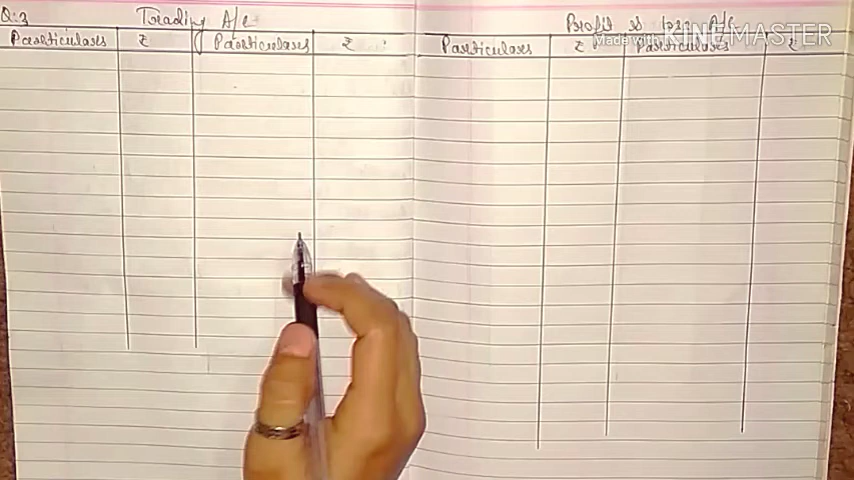 Q:3 Trading A/c
Particulars ₹ Particulars ₹
Profit & loss A/c
Made with KINEMASTER
Particulars ₹ Particulars ₹